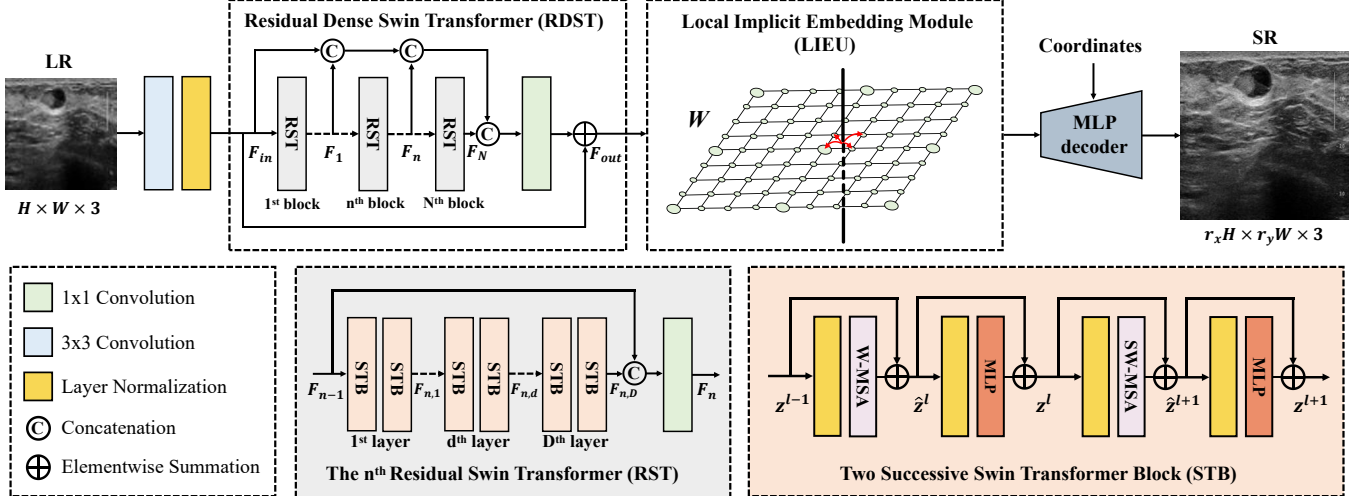 Residual Dense Swin Transformer (RDST)
Local Implicit Embedding Module
(LIEU)
LR
C
C
RST
RST
RST
C
F_in
F_1
F_n
F_N
F_out
1st block
nth block
Nth block
H × W × 3
W
Coordinates
MLP
decoder
SR
r_xH × r_yW × 3
1x1 Convolution
3x3 Convolution
Layer Normalization
C Concatenation
Elementwise Summation
STB
STB
STB
STB
STB
STB
C
F_{n-1}
F_{n,1}
F_{n,d}
F_{n,D}
F_n
1st layer
dth layer
Dth layer
The nth Residual Swin Transformer (RST)
W-MSA
MLP
SW-MSA
MLP
z^{l-1}
ẑ^l
z^l
ẑ^{l+1}
z^{l+1}
Two Successive Swin Transformer Block (STB)